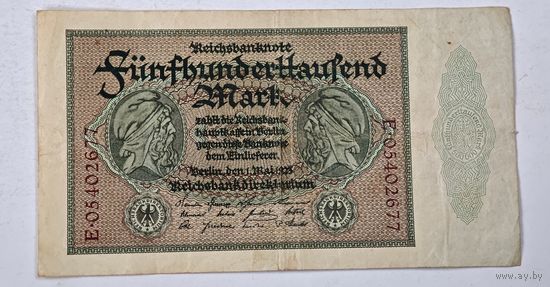 Reichsbanknote
Fünfhunderttausend
Mark
zahlt die Reichsbank-
hauptkasse in Berlin
gegen diese Banknote
dem Einlieferer.
Berlin, den 1. Mai 1923
Reichsbankdirektorium
E·05402677
E·05402677
www.ay.by